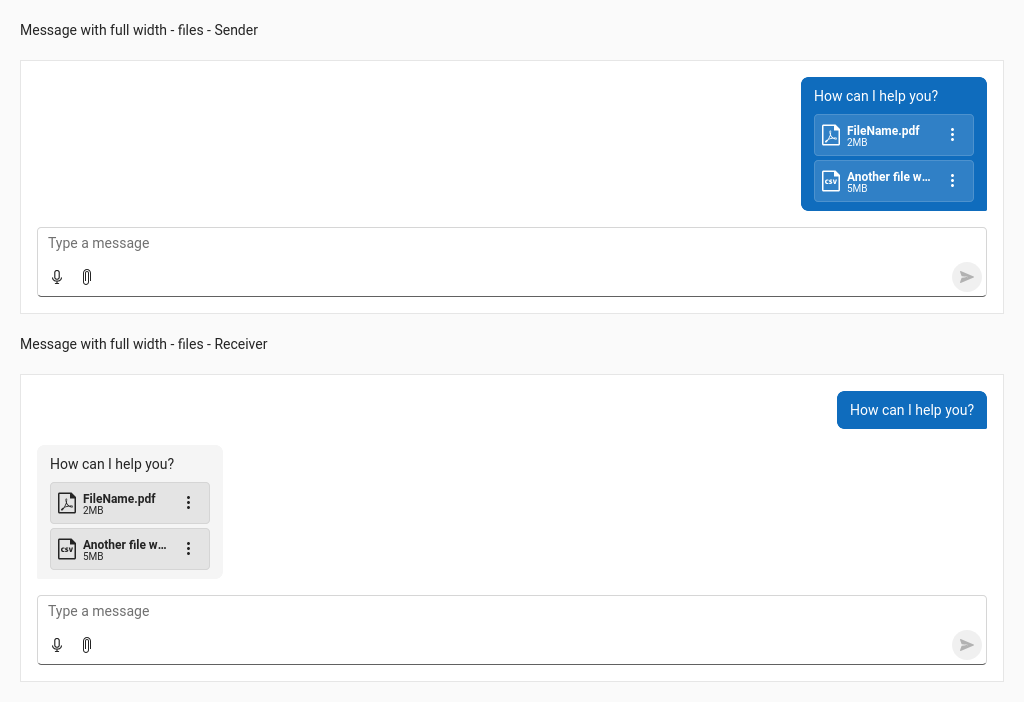 Message with full width - files - Sender
How can I help you?
FileName.pdf
2MB
CSV
Another file w...
5MB
Type a message
Message with full width - files - Receiver
How can I help you?
How can I help you?
FileName.pdf
2MB
CSV
Another file w...
5MB
Type a message